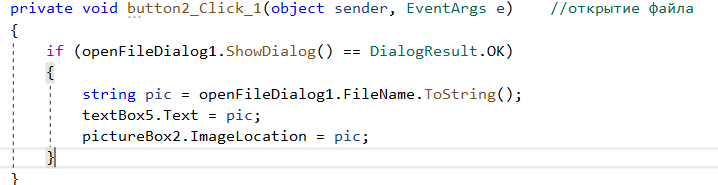 private void button2_Click_1(object sender, EventArgs e)    //открытие файла
{
    if (openFileDialog1.ShowDialog() == DialogResult.OK)
    {
        string pic = openFileDialog1.FileName.ToString();
        textBox5.Text = pic;
        pictureBox2.ImageLocation = pic;
    }
}